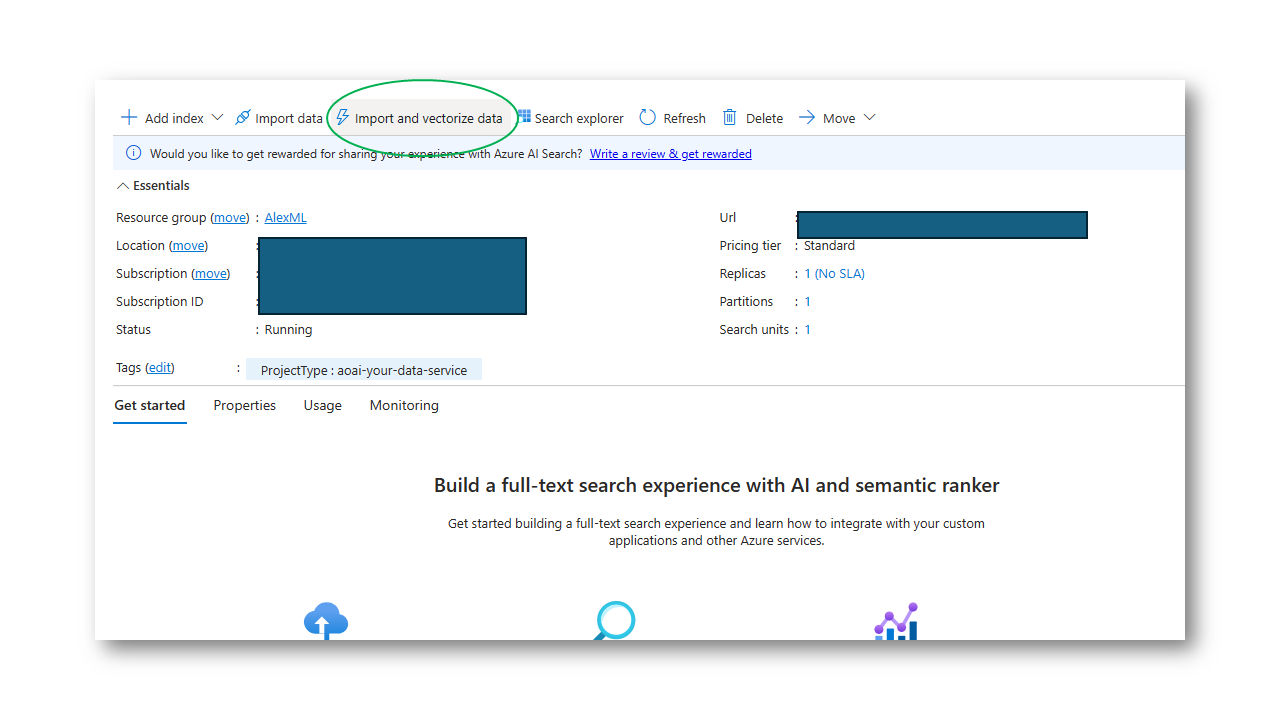 Add index Import data Import and vectorize data Search explorer Refresh Delete Move
Would you like to get rewarded for sharing your experience with Azure AI Search? Write a review & get rewarded
Essentials
Resource group (move) : AlexML
Location (move) :
Subscription (move) :
Subscription ID :
Status : Running
Tags (edit) : ProjectType : aoai-your-data-service
Url :
Pricing tier : Standard
Replicas : 1 (No SLA)
Partitions : 1
Search units : 1
Get started Properties Usage Monitoring
Build a full-text search experience with AI and semantic ranker
Get started building a full-text search experience and learn how to integrate with your custom
applications and other Azure services.